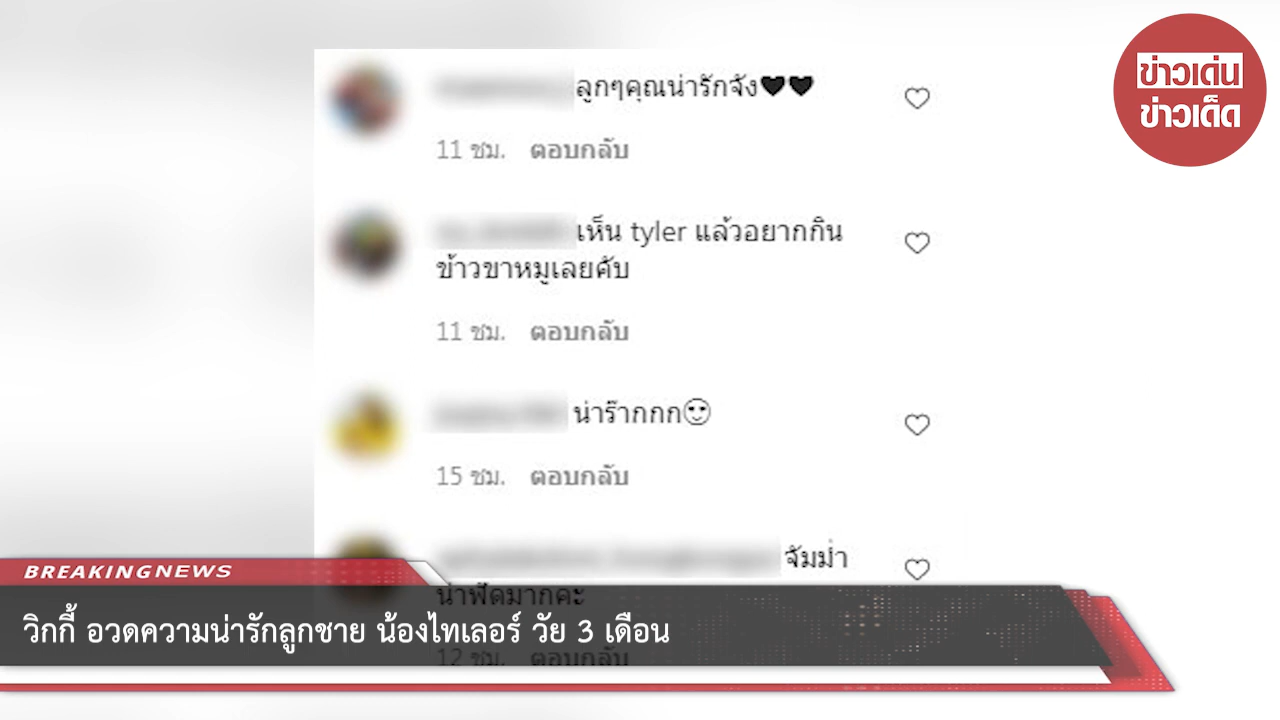 ข่าวเด่น
ข่าวเด็ด
ลูกๆคุณน่ารักจัง🖤🖤
11 ชม. ตอบกลับ
เห็น tyler แล้วอยากกิน
ข้าวขาหมูเลยคับ
11 ชม. ตอบกลับ
น่าร๊ากกก😍
15 ชม. ตอบกลับ
จ้ัมม่ำ
น่าฟัดมากคะ
12 ชม. ตอบกลับ
BREAKINGNEWS
วิกกี้ อวดความน่ารักลูกชาย น้องไทเลอร์ วัย 3 เดือน